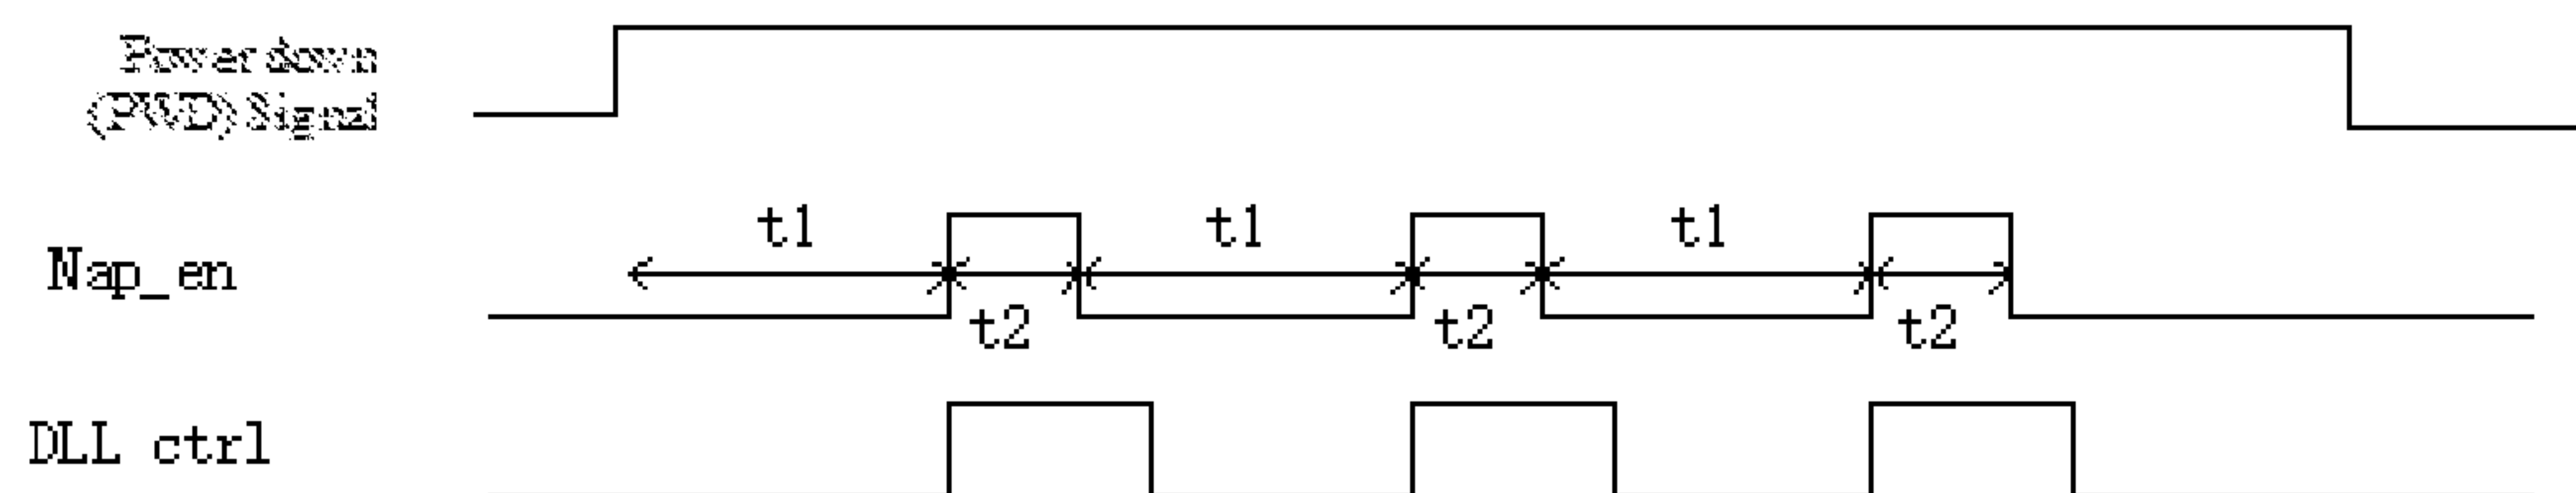 Power down
(PWD) Signal
t1 t1 t1
Nap_en
t2 t2 t2
DLL ctrl